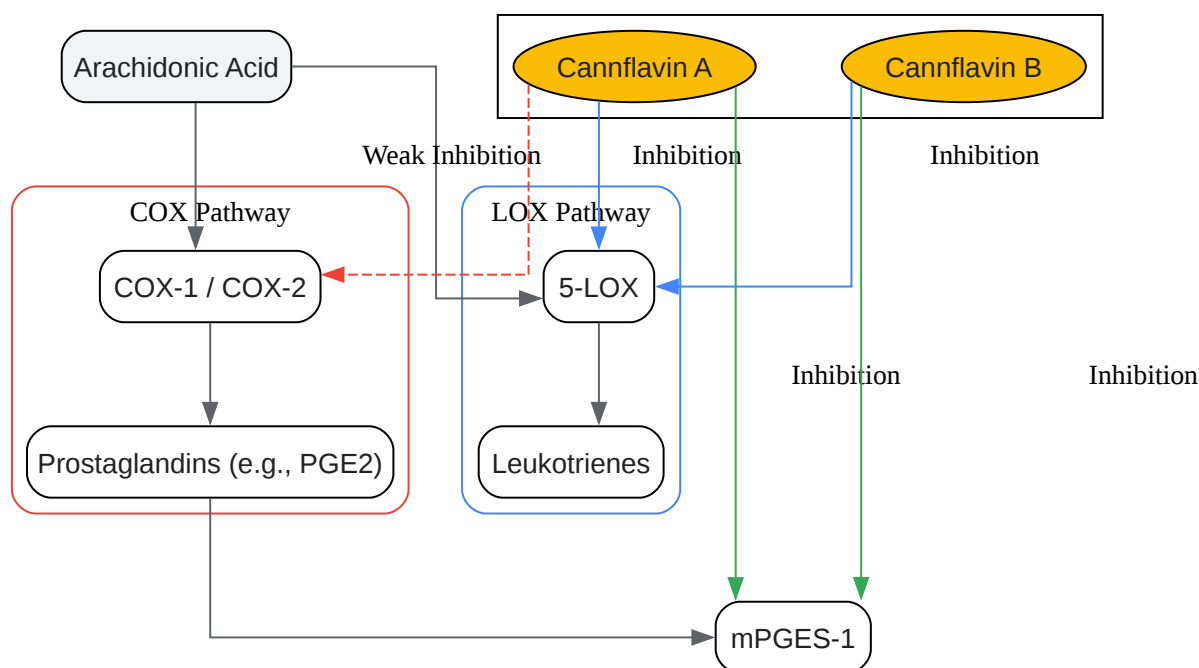 Arachidonic Acid
Cannflavin A
Cannflavin B
Weak Inhibition
Inhibition
Inhibition
COX Pathway
LOX Pathway
COX-1 / COX-2
5-LOX
Inhibition
Inhibition
Prostaglandins (e.g., PGE2)
Leukotrienes
mPGES-1